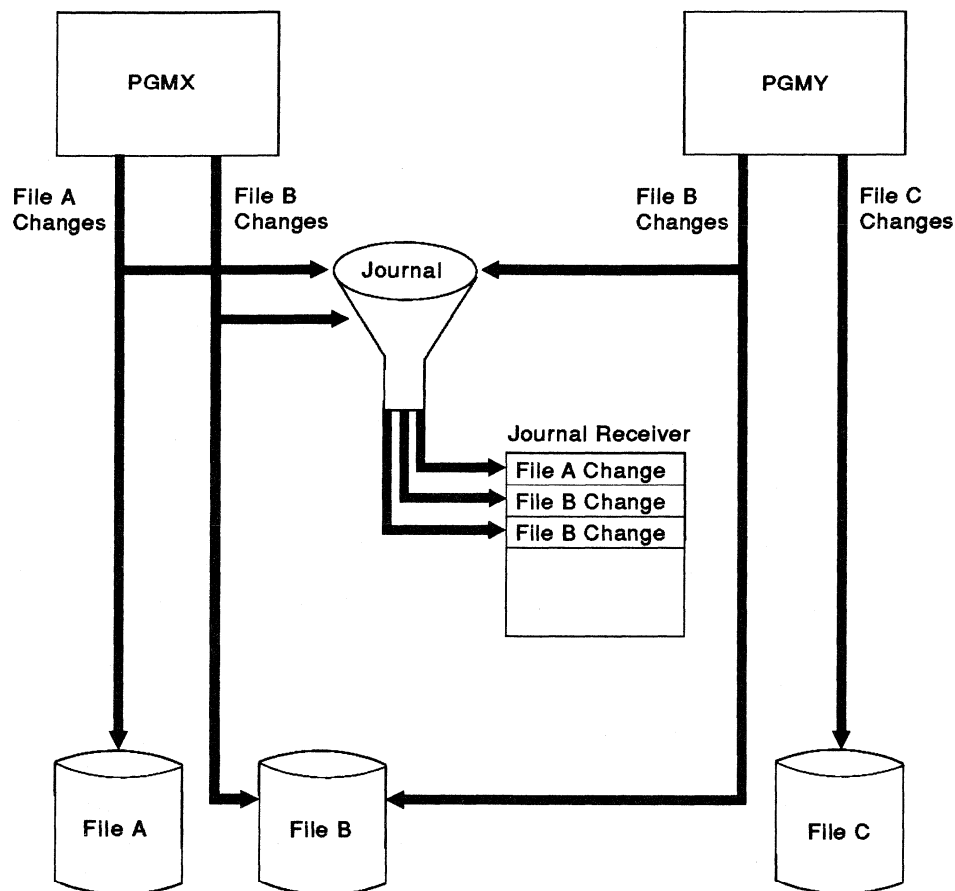 PGMX
PGMY
File A
Changes
File B
Changes
File B
Changes
File C
Changes
Journal
Journal Receiver
File A Change
File B Change
File B Change
File A
File B
File C